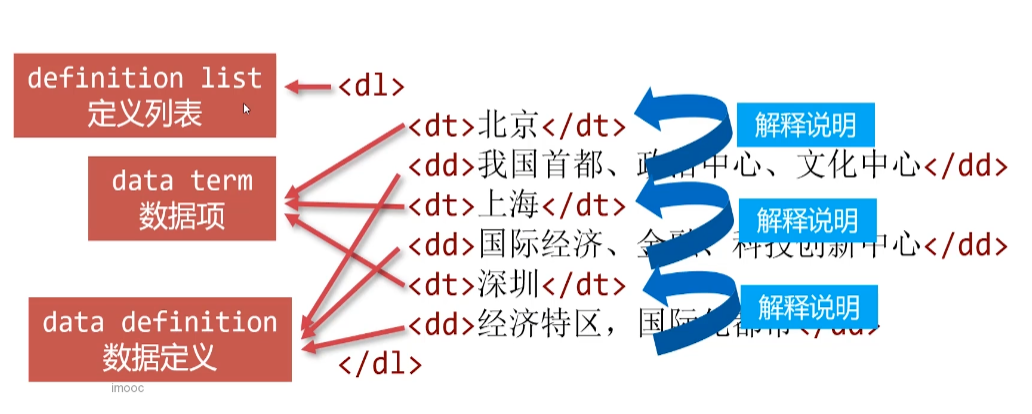 definition list
定义列表
data term
数据项
data definition
数据定义
imooc
<dl>
<dt>北京</dt>
<dd>我国首都、政治中心、文化中心</dd>
<dt>上海</dt>
<dd>国际经济、金融、科技创新中心</dd>
<dt>深圳</dt>
<dd>经济特区，国际化都市</dd>
</dl>
解释说明
解释说明
解释说明